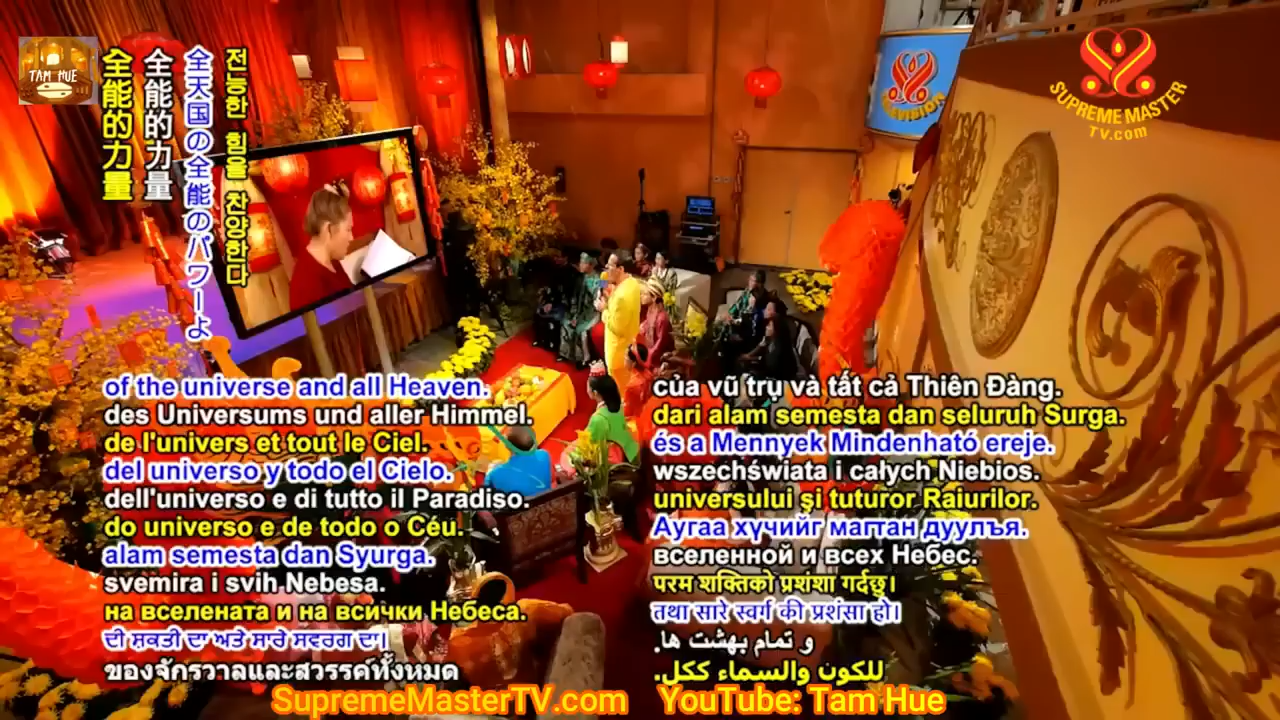 TAM HUE
전능한 힘을 찬양한다
全天国の全能のパワーよ
全能的力量
全能的力量
SUPREME MASTER
TV.com
of the universe and all Heaven.
des Universums und aller Himmel.
de l'univers et tout le Ciel.
del universo y todo el Cielo.
dell'universo e di tutto il Paradiso.
do universo e de todo o Céu.
alam semesta dan Syurga.
svemira i svih Nebesa.
на вселената и на всички Небеса.
ਦੀ ਸ਼ਕਤੀ ਦਾ ਅਤੇ ਸਾਰੇ ਸਵਰਗ ਦਾ।
ของจักรวาลและสวรรค์ทั้งหมด
của vũ trụ và tất cả Thiên Đàng.
dari alam semesta dan seluruh Surga.
és a Mennyek Mindenható ereje.
wszechświata i całych Niebios.
universului şi tuturor Raiurilor.
Аугаа хүчийг магтан дуулъя.
вселенной и всех Небес.
परम शक्तिको प्रशंशा गर्दछु।
तथा सारे स्वर्ग की प्रशंसा हो।
و تمام بهشت ها.
للكون والسماء ككل.
SupremeMasterTV.com YouTube: Tam Hue